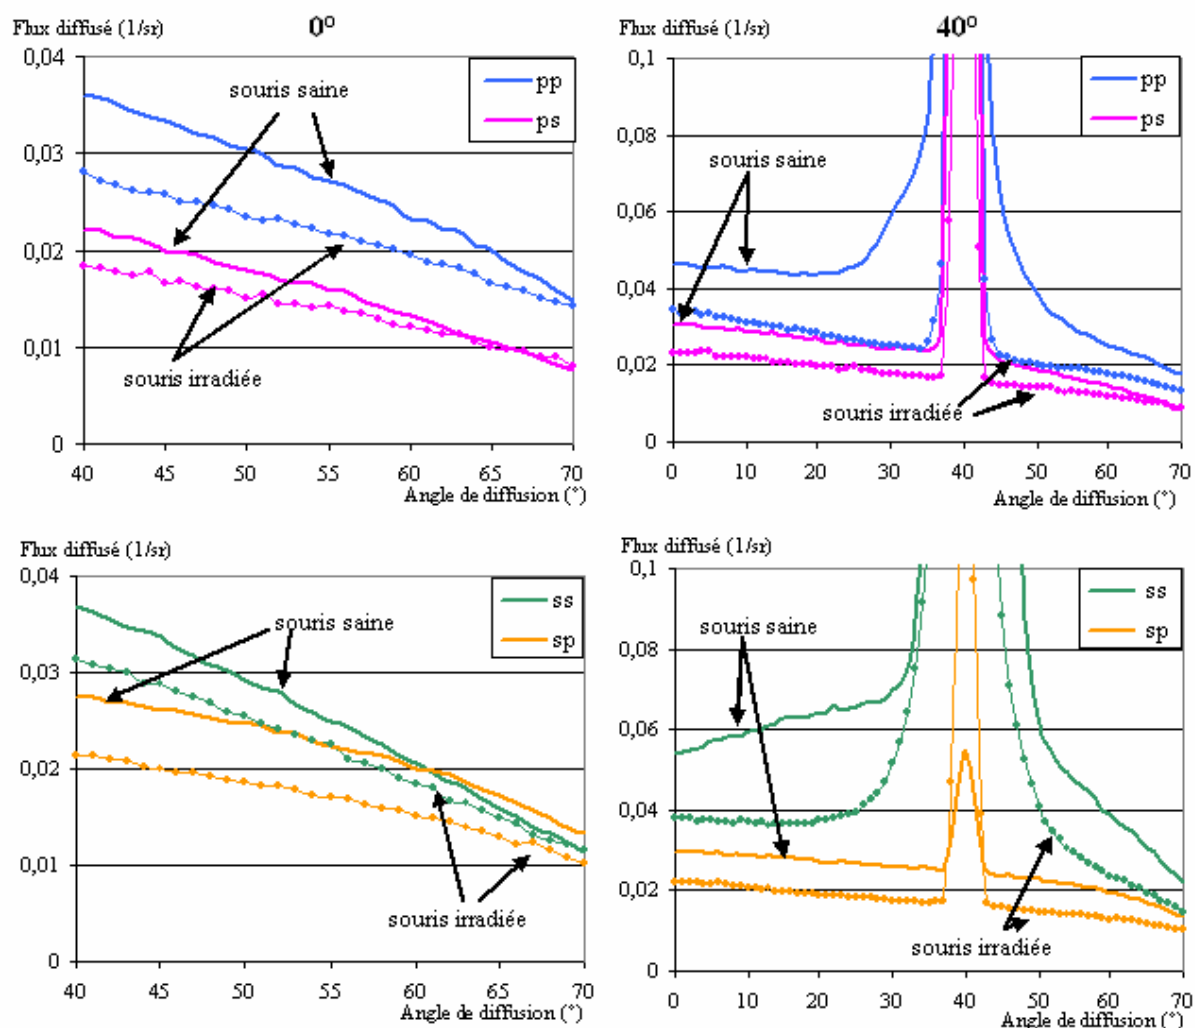 Flux diffusé (1/sr)
0°
0,04
0,03
0,02
0,01
0
pp
ps
souris saine
souris irradiée
40 45 50 55 60 65 70
Angle de diffusion (°)
Flux diffusé (1/sr)
40°
0,1
0,08
0,06
0,04
0,02
0
pp
ps
souris saine
souris irradiée
0 10 20 30 40 50 60 70
Angle de diffusion (°)
Flux diffusé (1/sr)
0,04
0,03
0,02
0,01
0
ss
sp
souris saine
souris irradiée
40 45 50 55 60 65 70
Angle de diffusion (°)
Flux diffusé (1/sr)
0,1
0,08
0,06
0,04
0,02
0
ss
sp
souris saine
souris irradiée
0 10 20 30 40 50 60 70
Angle de diffusion (°)